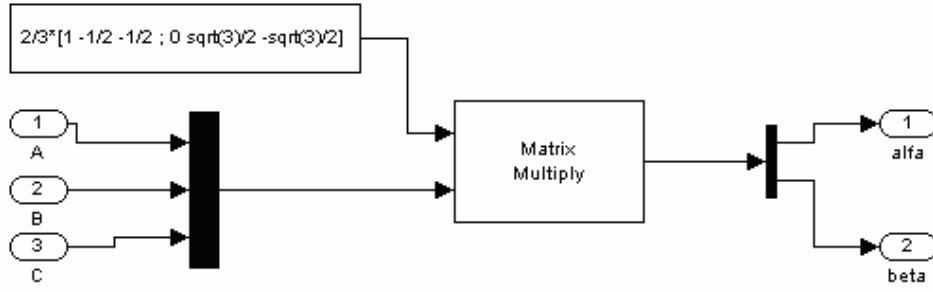 2/3*[1 -1/2 -1/2 ; 0 sqrt(3)/2 -sqrt(3)/2]
1
A
2
B
3
C
Matrix
Multiply
1
alfa
2
beta